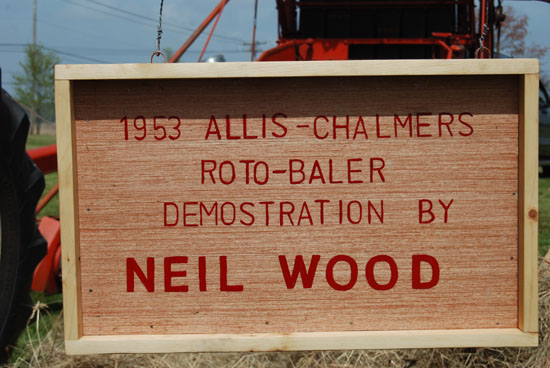 1953 ALLIS-CHALMERS
ROTO-BALER
DEMOSTRATION BY
NEIL WOOD